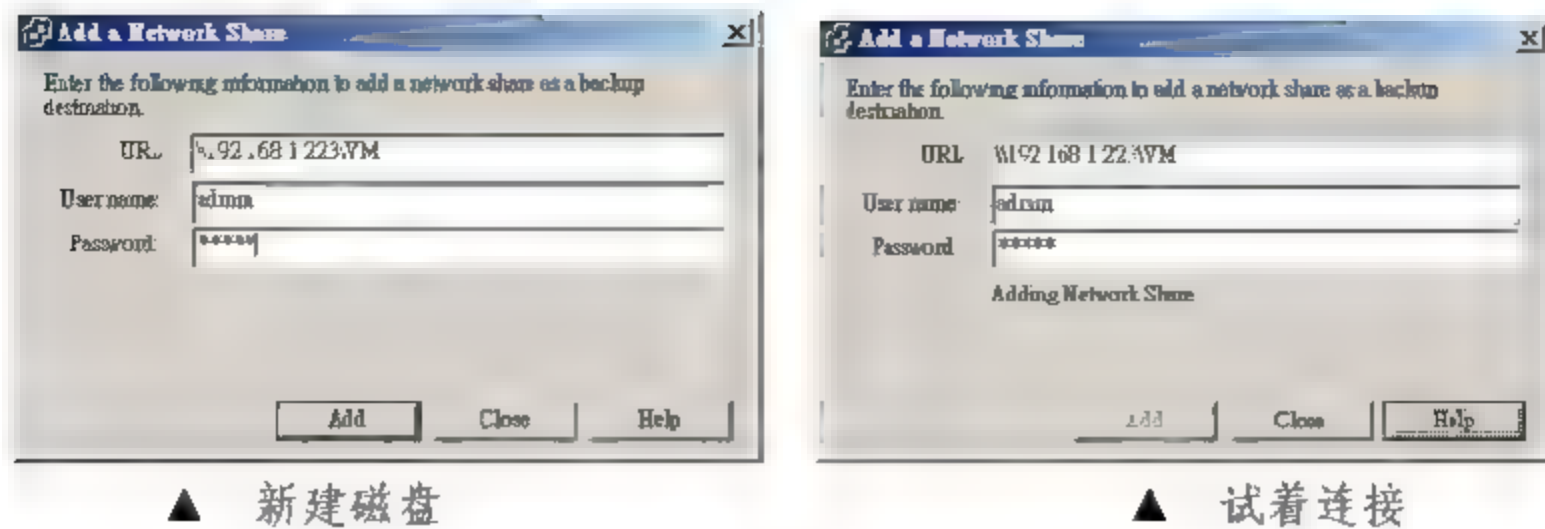 Add a Network Share
Enter the following information to add a network share as a backup
destination.
URL
User name:
admin
Password:
*****
Add
Close
Help
▲ 新建磁盘
Add a Network Share
Enter the following information to add a network share as a backup
destination.
URL
User name
admin
Password
*****
Adding Network Share
Add
Close
Help
▲ 试着连接